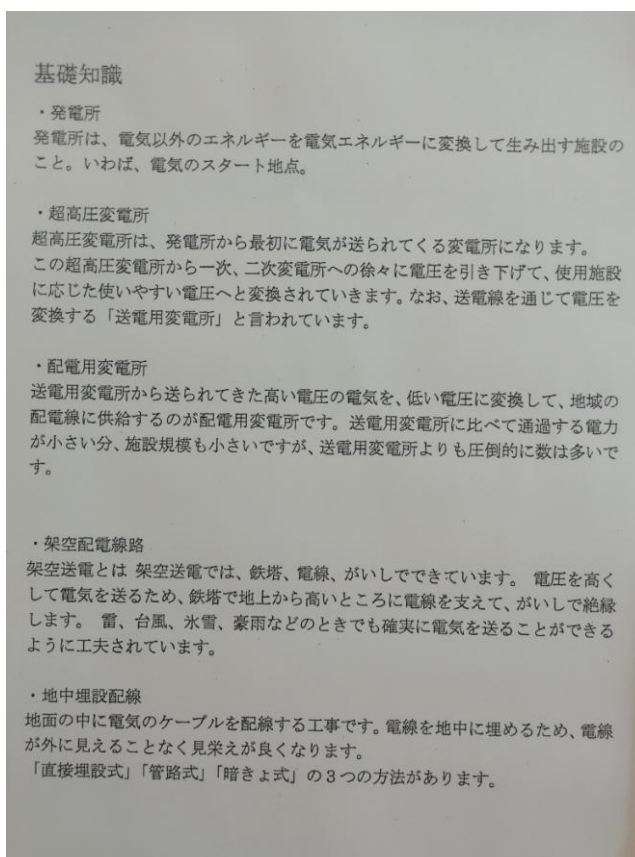 基礎知識
・発電所
発電所は、電気以外のエネルギーを電気エネルギーに変換して生み出す施設の
こと。いわば、電気のスタート地点。
・超高圧変電所
超高圧変電所は、発電所から最初に電気が送られてくる変電所になります。
この超高圧変電所から一次、二次変電所への徐々に電圧を引き下げて、使用施設
に応じた使いやすい電圧へと変換されていきます。なお、送電線を通じて電圧を
変換する「送電用変電所」と言われています。
・配電用変電所
送電用変電所から送られてきた高い電圧の電気を、低い電圧に変換して、地域の
配電線に供給するのが配電用変電所です。送電用変電所に比べて通過する電力
が小さい分、施設規模も小さいですが、送電用変電所よりも圧倒的に数は多いで
す。
・架空配電線路
架空送電とは 架空送電では、鉄塔、電線、がいしでできています。 電圧を高く
して電気を送るため、鉄塔で地上から高いところに電線を支えて、がいしで絶縁
します。 雷、台風、氷雪、豪雨などのときでも確実に電気を送ることができる
ように工夫されています。
・地中埋設配線
地面の中に電気のケーブルを配線する工事です。電線を地中に埋めるため、電線
が外に見えることなく見栄えが良くなります。
「直接埋設式」「管路式」「暗きょ式」の３つの方法があります。